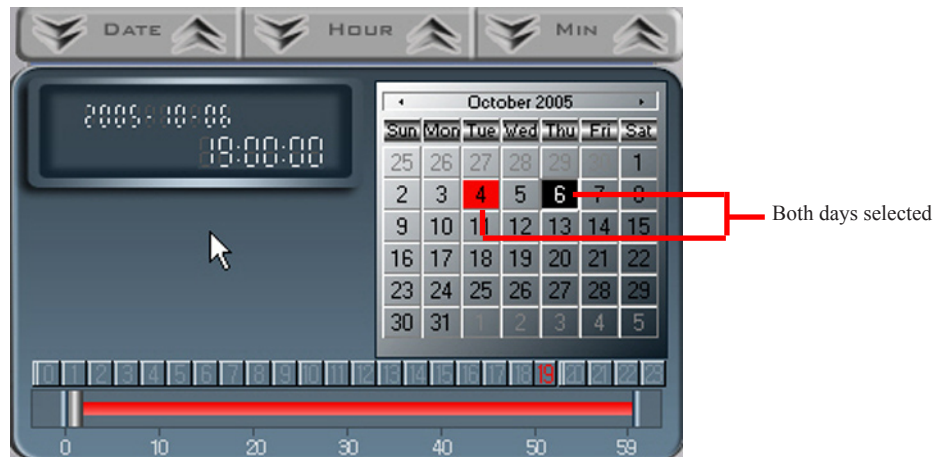 DATE HOUR MIN
2005-10-06
19:00:00
October 2005
Sun Mon Tue Wed Thu Fri Sat
25 26 27 28 29 30 1
2 3 4 5 6 7 8
9 10 11 12 13 14 15
16 17 18 19 20 21 22
23 24 25 26 27 28 29
30 31 1 2 3 4 5
Both days selected
0 1 2 3 4 5 6 7 8 9 10 11 12 13 14 15 16 17 18 19 20 21 22 23
0 10 20 30 40 50 59